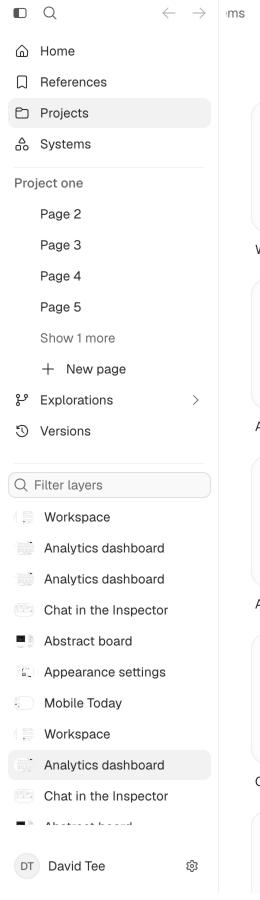 Home
References
Projects
Systems
Project one
Page 2
Page 3
Page 4
Page 5
Show 1 more
New page
Explorations
Versions
Filter layers
Workspace
Analytics dashboard
Analytics dashboard
Chat in the Inspector
Abstract board
Appearance settings
Mobile Today
Workspace
Analytics dashboard
Chat in the Inspector
Abstract board
DT David Tee